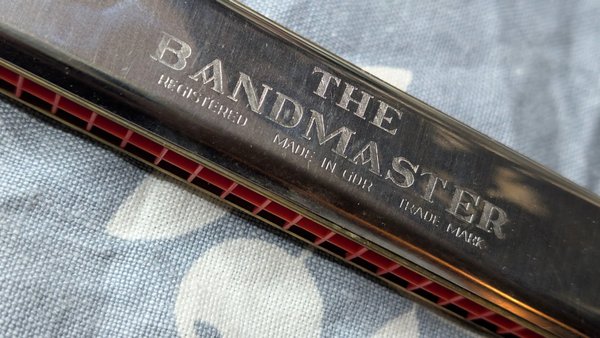 THE
BANDMASTER
REGISTERED MADE IN GDR TRADE MARK